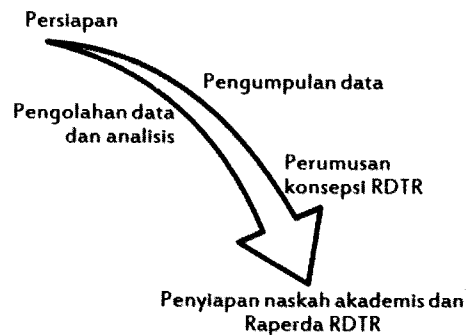 Persiapan
Pengumpulan data
Pengolahan data
dan analisis
Perumusan
konsepsi RDTR
Penyiapan naskah akademis dan
Raperda RDTR